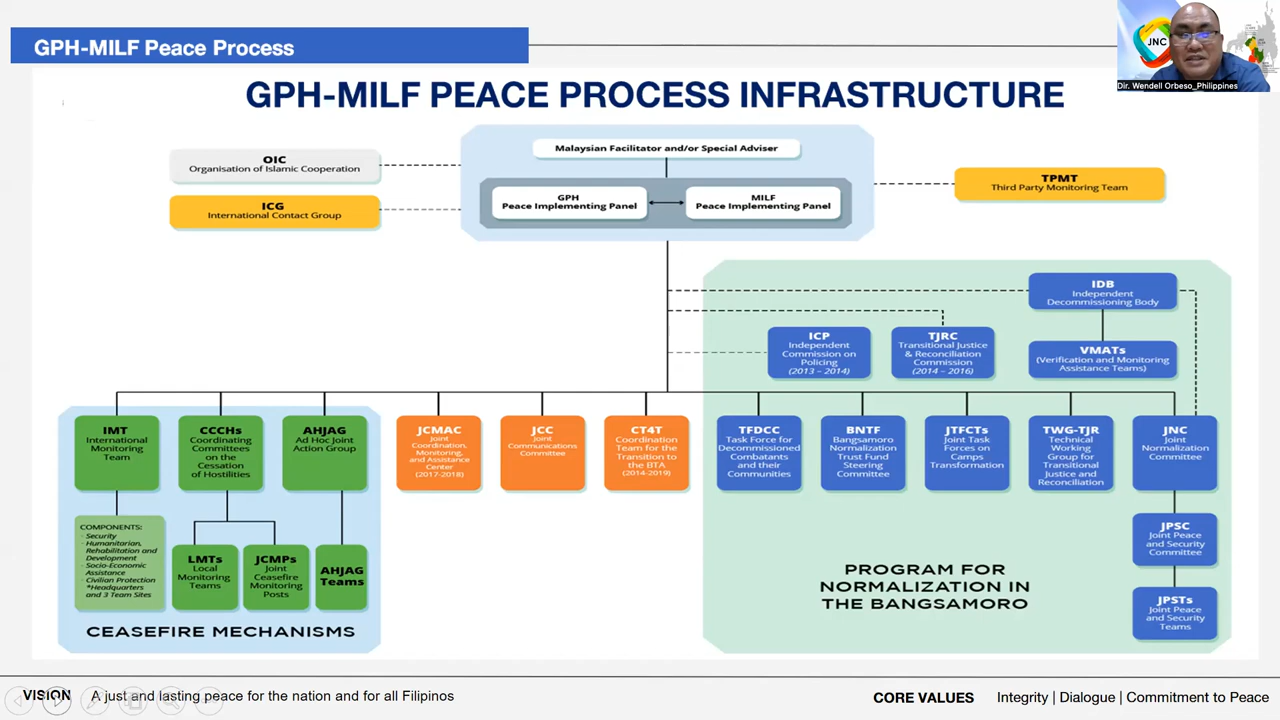 GPH-MILF Peace Process
JNC
Dir. Wendell Orbeso_Philippines
GPH-MILF PEACE PROCESS INFRASTRUCTURE
Malaysian Facilitator and/or Special Adviser
GPH
Peace Implementing Panel
MILF
Peace Implementing Panel
OIC
Organisation of Islamic Cooperation
ICG
International Contact Group
TPMT
Third Party Monitoring Team
IDB
Independent
Decommissioning Body
ICP
Independent
Commission on
Policing
(2013 – 2014)
TJRC
Transitional Justice
& Reconciliation
Commission
(2014 – 2016)
VMATs
(Verification and Monitoring
Assistance Teams)
IMT
International
Monitoring
Team
CCCHs
Coordinating
Committees
on the
Cessation
of Hostilities
AHJAG
Ad Hoc Joint
Action Group
JCMAC
Joint
Coordination,
Monitoring,
and Assistance
Center
(2017-2018)
JCC
Joint
Communications
Committee
CT4T
Coordination
Team for the
Transition to
the BTA
(2014-2019)
TFDCC
Task Force for
Decommissioned
Combatants
and their
Communities
BNTF
Bangsamoro
Normalization
Trust Fund
Steering
Committee
JTFCTs
Joint Task
Forces on
Camps
Transformation
TWG-TJR
Technical
Working
Group for
Transitional
Justice and
Reconciliation
JNC
Joint
Normalization
Committee
COMPONENTS:
- Security
- Humanitarian,
Rehabilitation and
Development
- Socio-Economic
Assistance
- Civilian Protection
*Headquarters
and 3 Team Sites
LMTs
Local
Monitoring
Teams
JCMPs
Joint
Ceasefire
Monitoring
Posts
AHJAG
Teams
JPSC
Joint Peace
and Security
Committee
JPSTs
Joint Peace
and Security
Teams
CEASEFIRE MECHANISMS
PROGRAM FOR
NORMALIZATION IN
THE BANGSAMORO
VISION A just and lasting peace for the nation and for all Filipinos
CORE VALUES Integrity | Dialogue | Commitment to Peace